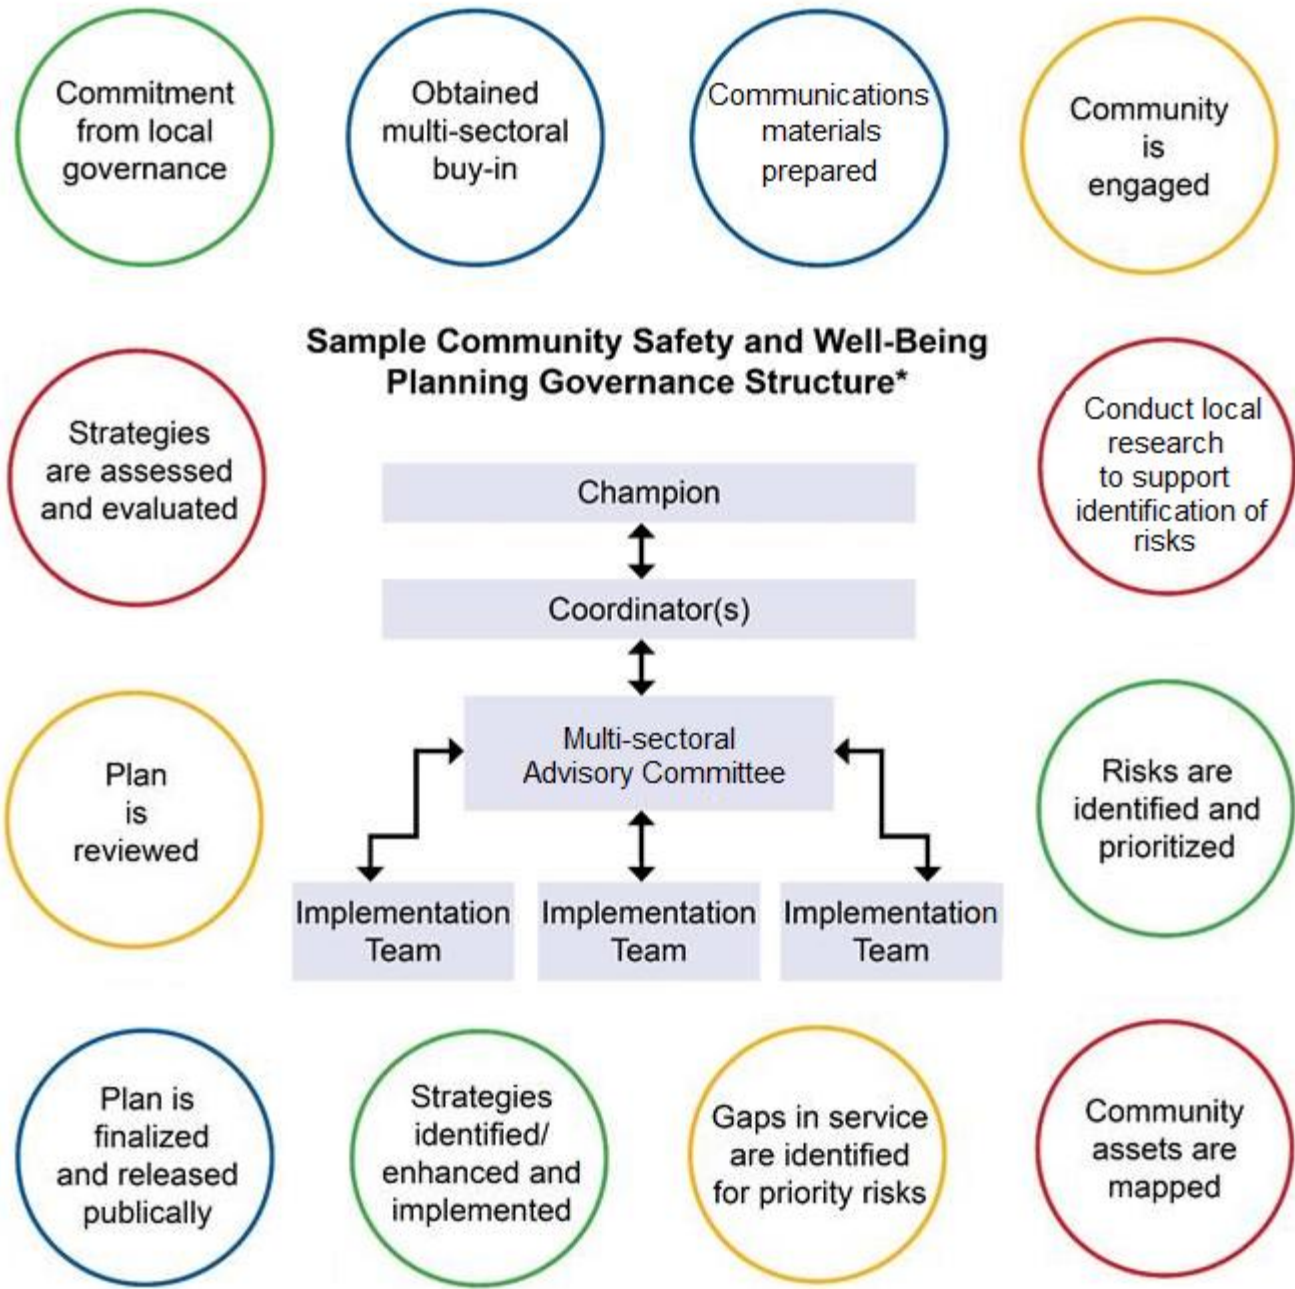 Commitment
from local
governance
Obtained
multi-sectoral
buy-in
Communications
materials
prepared
Community
is
engaged
Sample Community Safety and Well-Being
Planning Governance Structure*
Strategies
are assessed
and evaluated
Conduct local
research
to support
identification of
risks
Champion
Coordinator(s)
Multi-sectoral
Advisory Committee
Plan
is
reviewed
Risks are
identified and
prioritized
Implementation
Team
Implementation
Team
Implementation
Team
Plan is
finalized
and released
publically
Strategies
identified/
enhanced and
implemented
Gaps in service
are identified
for priority risks
Community
assets are
mapped